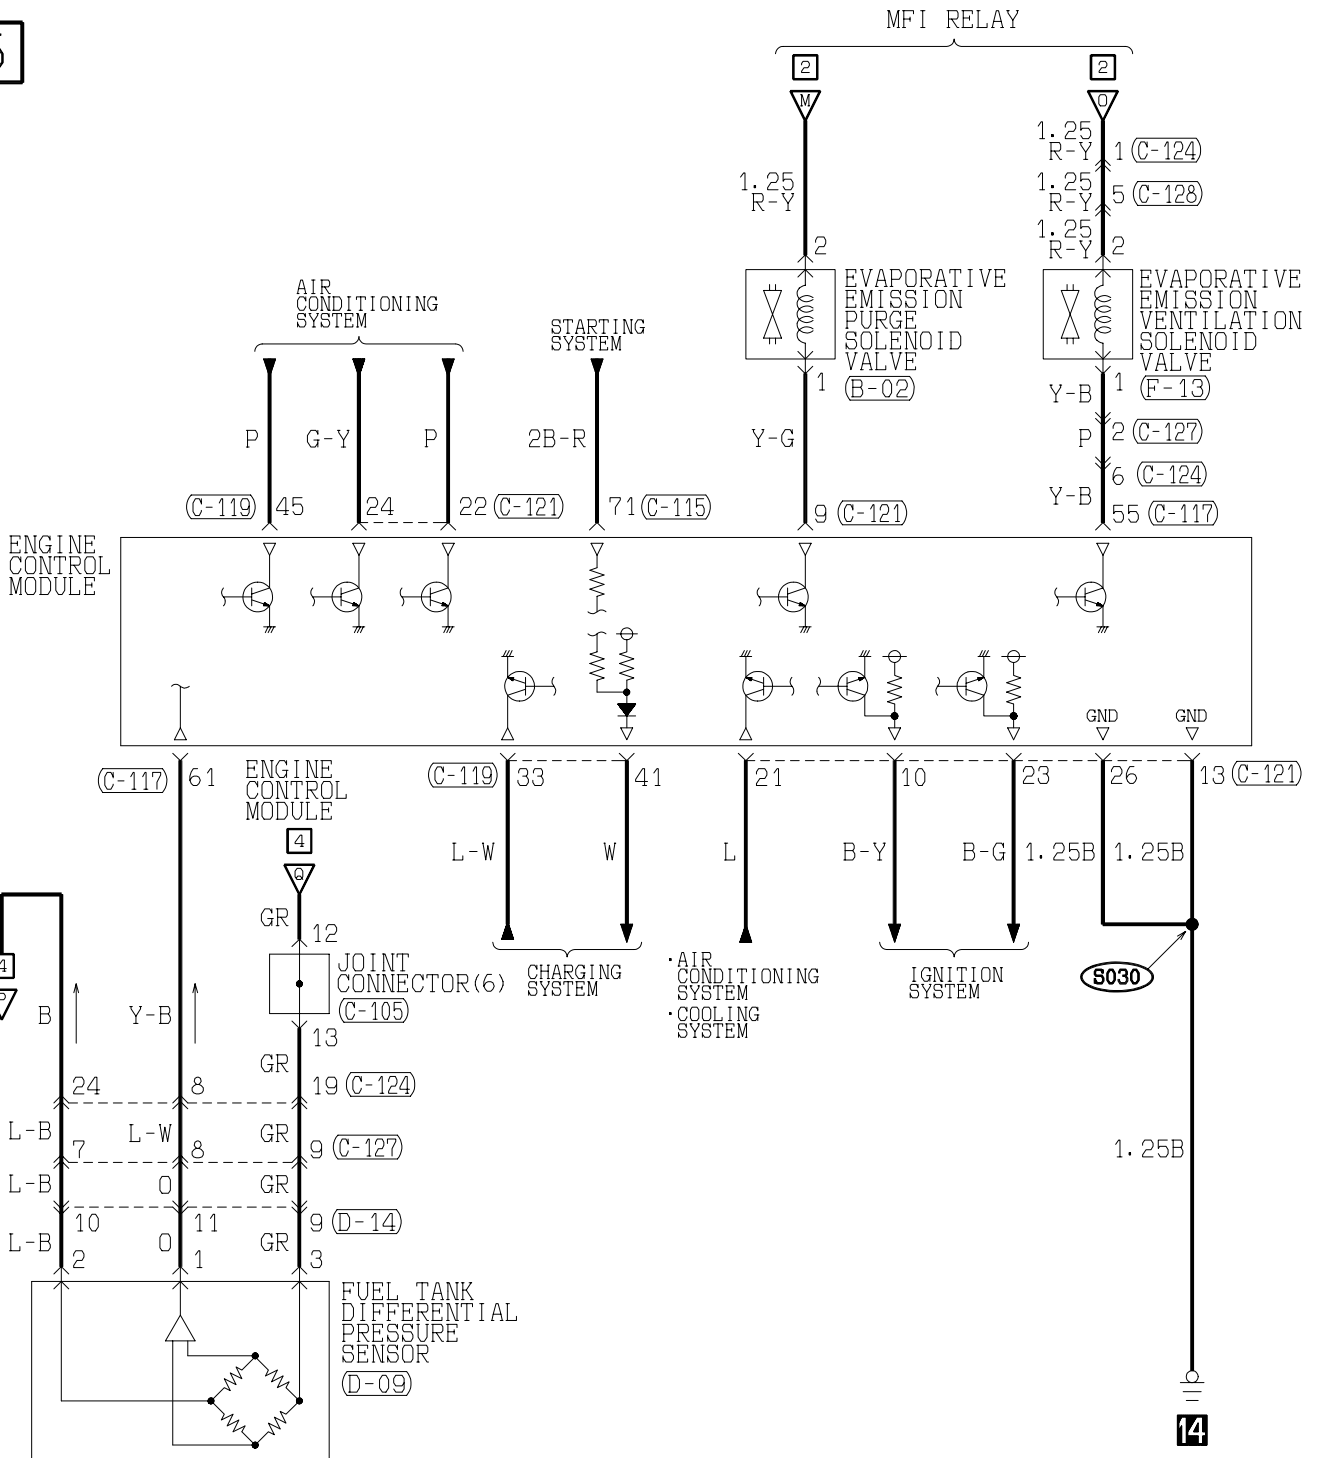 MFI RELAY
2
2
M
O
1.25
R-Y
1
C-124
1.25
R-Y
5
C-128
1.25
R-Y
2
1.25
R-Y
2
EVAPORATIVE
EMISSION
PURGE
SOLENOID
VALVE
B-02
1
EVAPORATIVE
EMISSION
VENTILATION
SOLENOID
VALVE
F-13
1
AIR
CONDITIONING
SYSTEM
STARTING
SYSTEM
P
G-Y
P
2B-R
Y-G
Y-B
P
2
C-127
6
C-124
Y-B
C-119
45
24
22
C-121
71
C-115
9
C-121
55
C-117
ENGINE
CONTROL
MODULE
GND
GND
C-117
61
ENGINE
CONTROL
MODULE
C-119
33
41
21
10
23
26
13
C-121
4
Q
L-W
W
L
B-Y
B-G
1.25B
1.25B
GR
12
JOINT
CONNECTOR(6)
C-105
13
CHARGING
SYSTEM
·AIR
CONDITIONING
SYSTEM
·COOLING
SYSTEM
IGNITION
SYSTEM
S030
4
B
Y-B
GR
24
8
19
C-124
L-B
L-W
GR
7
8
9
C-127
1.25B
L-B
O
GR
10
11
9
D-14
L-B
O
GR
2
1
3
FUEL TANK
DIFFERENTIAL
PRESSURE
SENSOR
D-09
14